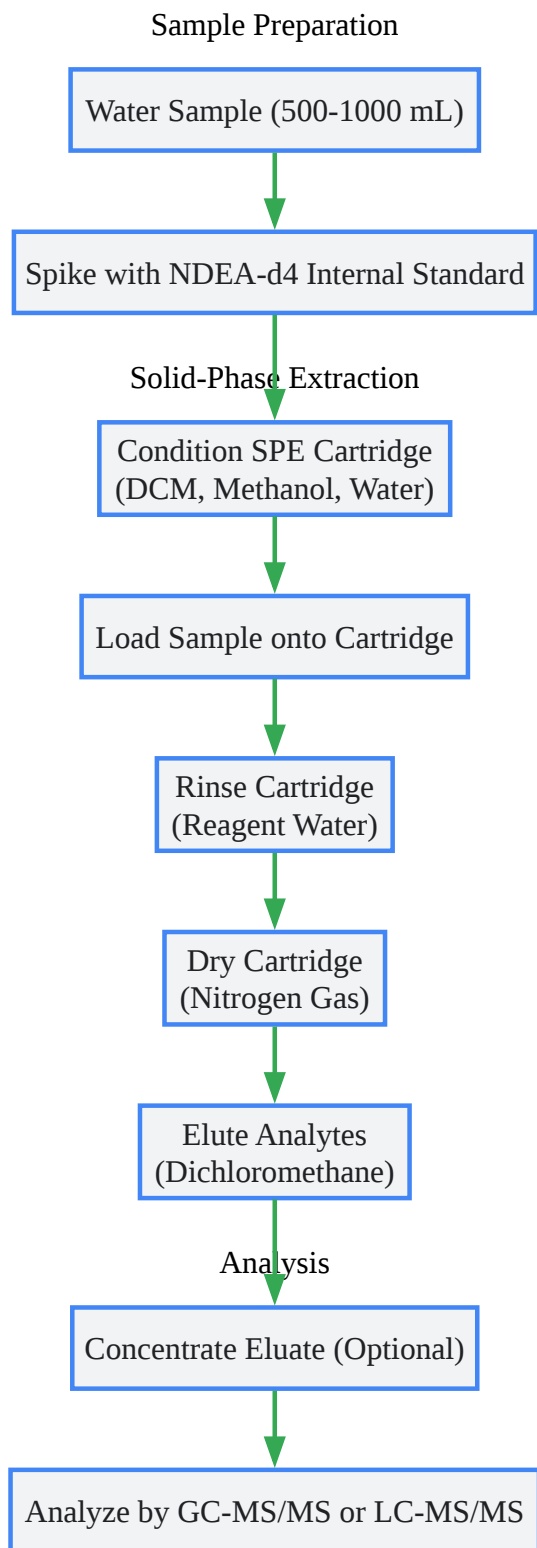 Sample Preparation
Water Sample (500-1000 mL)
Spike with NDEA-d4 Internal Standard
Solid-Phase Extraction
Condition SPE Cartridge
(DCM, Methanol, Water)
Load Sample onto Cartridge
Rinse Cartridge
(Reagent Water)
Dry Cartridge
(Nitrogen Gas)
Elute Analytes
(Dichloromethane)
Analysis
Concentrate Eluate (Optional)
Analyze by GC-MS/MS or LC-MS/MS